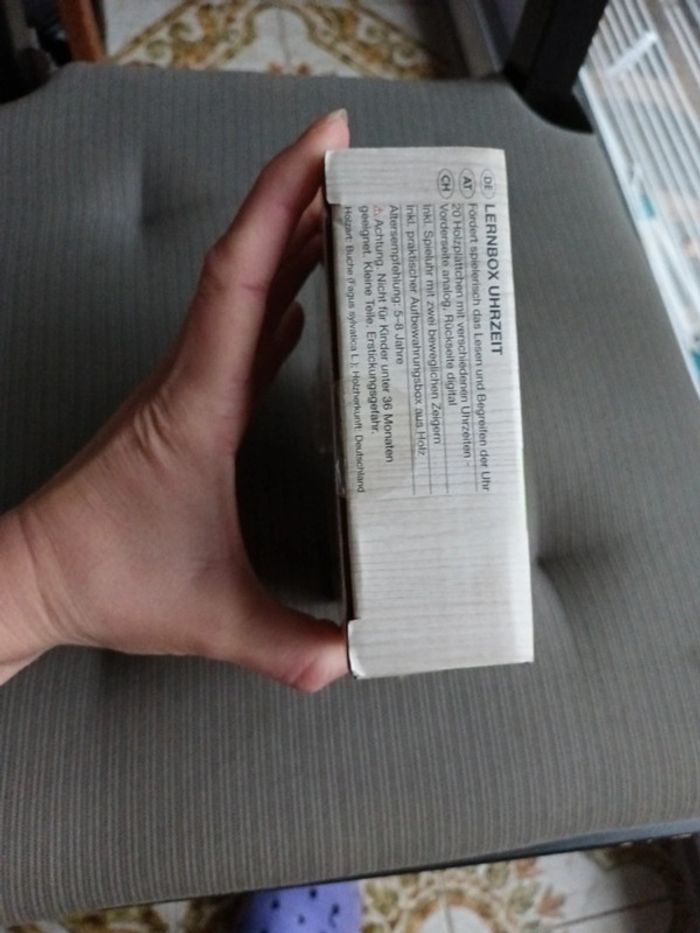 DE
AT
CH
LERNBOX UHRZEIT
Fördert spielerisch das Lesen und Begreifen der Uhr
20 Holzplättchen mit verschiedenen Uhrzeiten -
Vorderseite analog, Rückseite digital
Inkl. Spieluhr mit zwei beweglichen Zeigern
Inkl. praktischer Aufbewahrungsbox aus Holz
Altersempfehlung: 5-8 Jahre
⚠Achtung. Nicht für Kinder unter 36 Monaten
geeignet. Kleine Teile. Erstickungsgefahr.
Holzart: Buche (Fagus sylvatica L.); Holzherkunft: Deutschland